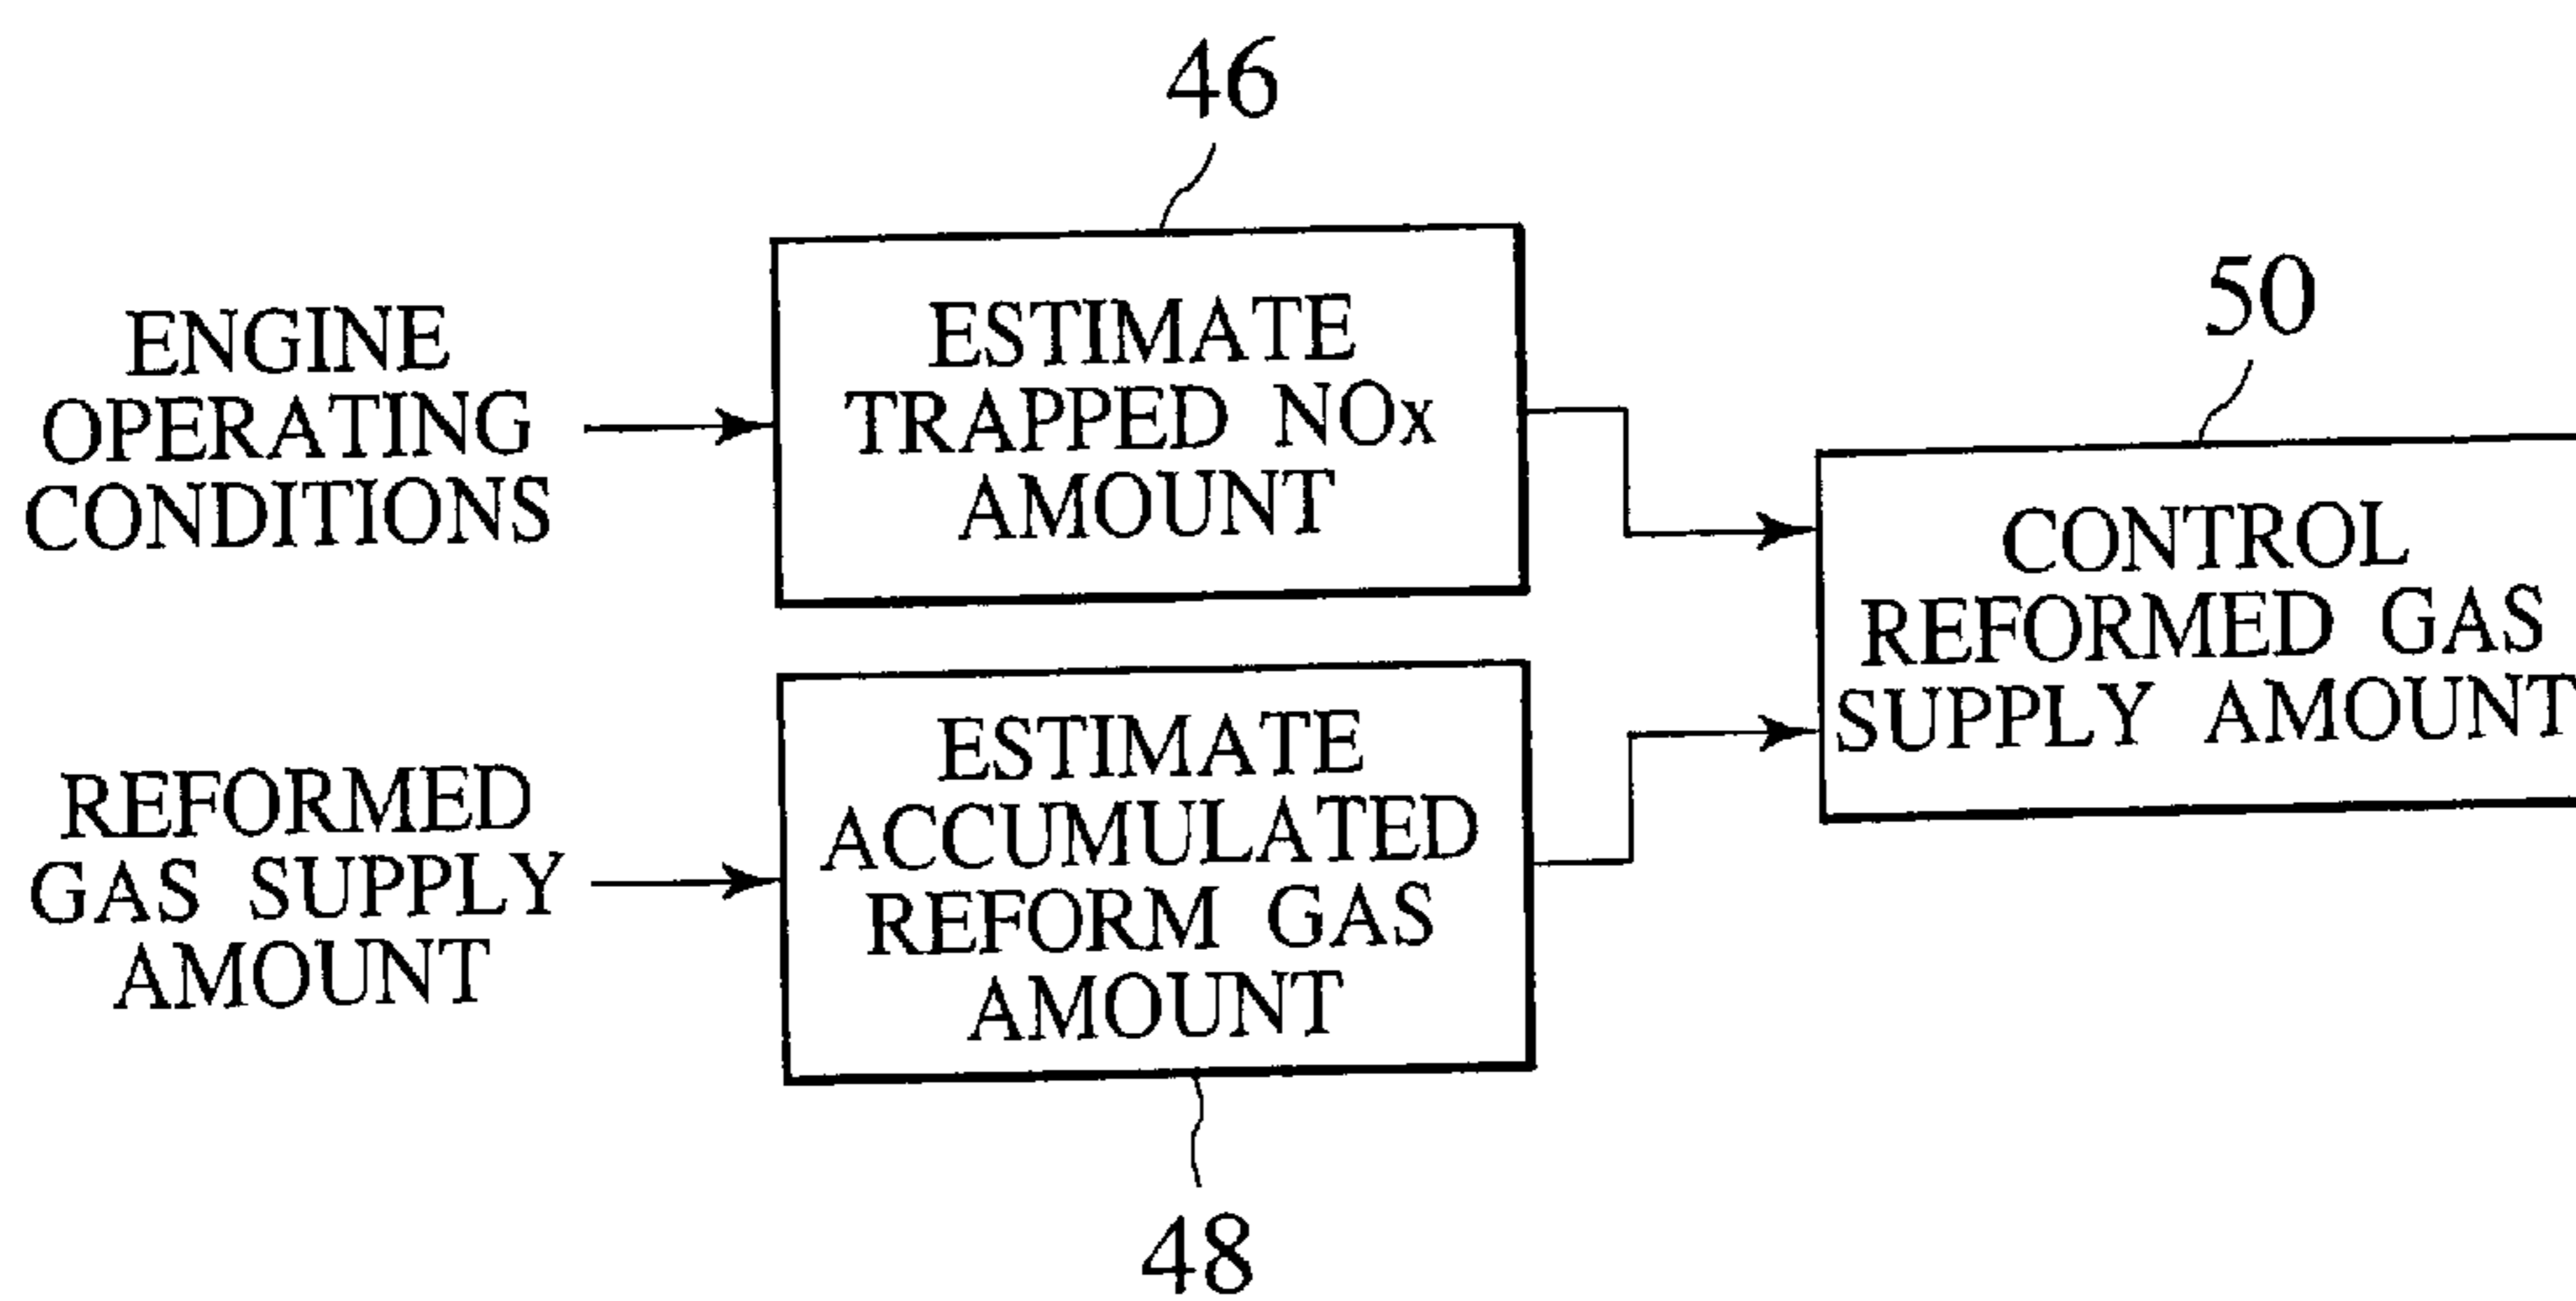 46
ENGINE
OPERATING
CONDITIONS
ESTIMATE
TRAPPED NOx
AMOUNT
50
CONTROL
REFORMED GAS
SUPPLY AMOUNT
REFORMED
GAS SUPPLY
AMOUNT
ESTIMATE
ACCUMULATED
REFORM GAS
AMOUNT
48